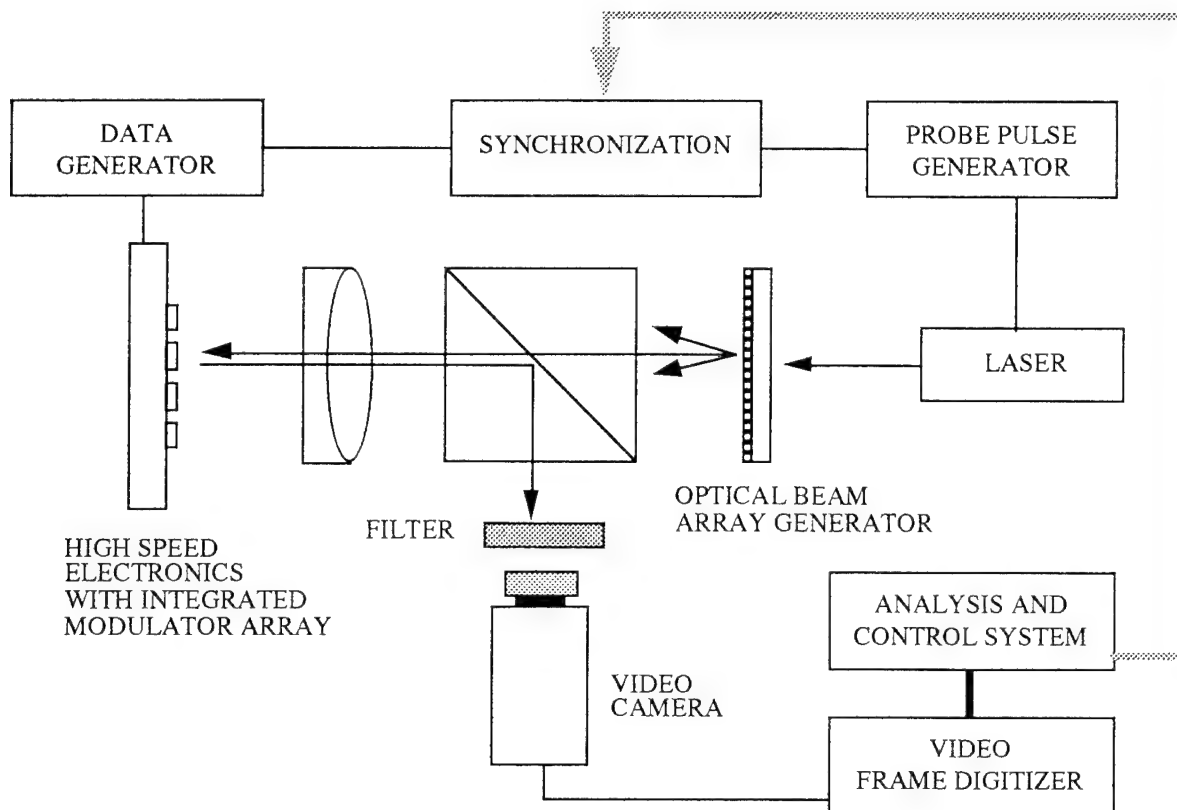 DATA
GENERATOR
SYNCHRONIZATION
PROBE PULSE
GENERATOR
LASER
OPTICAL BEAM
ARRAY GENERATOR
FILTER
HIGH SPEED
ELECTRONICS
WITH INTEGRATED
MODULATOR ARRAY
VIDEO
CAMERA
ANALYSIS AND
CONTROL SYSTEM
VIDEO
FRAME DIGITIZER